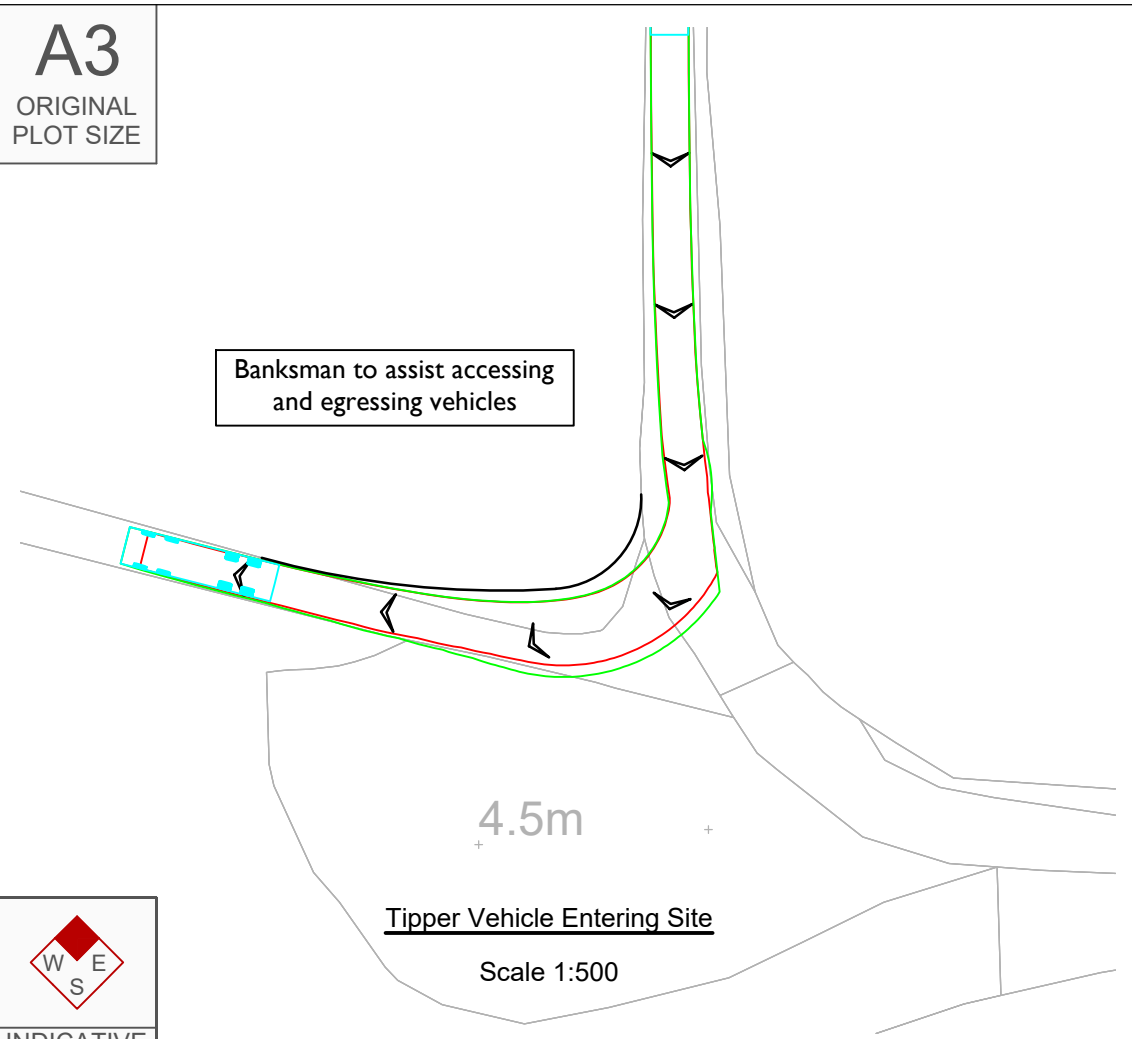 A3
ORIGINAL
PLOT SIZE
Banksman to assist accessing
and egressing vehicles
4.5m
Tipper Vehicle Entering Site
Scale 1:500
W E
S
INDICATIVE